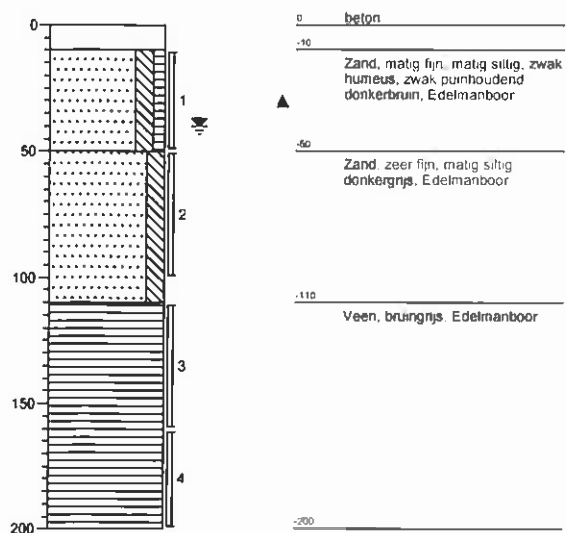 0
50
100
150
200
1
2
3
4
0 beton
-10
Zand, matig fijn, matig siltig, zwak
humeus, zwak puinhoudend
donkerbruin, Edelmanboor
-50
Zand, zeer fijn, matig siltig
donkergrijs, Edelmanboor
-110
Veen, bruingrijs, Edelmanboor
-200